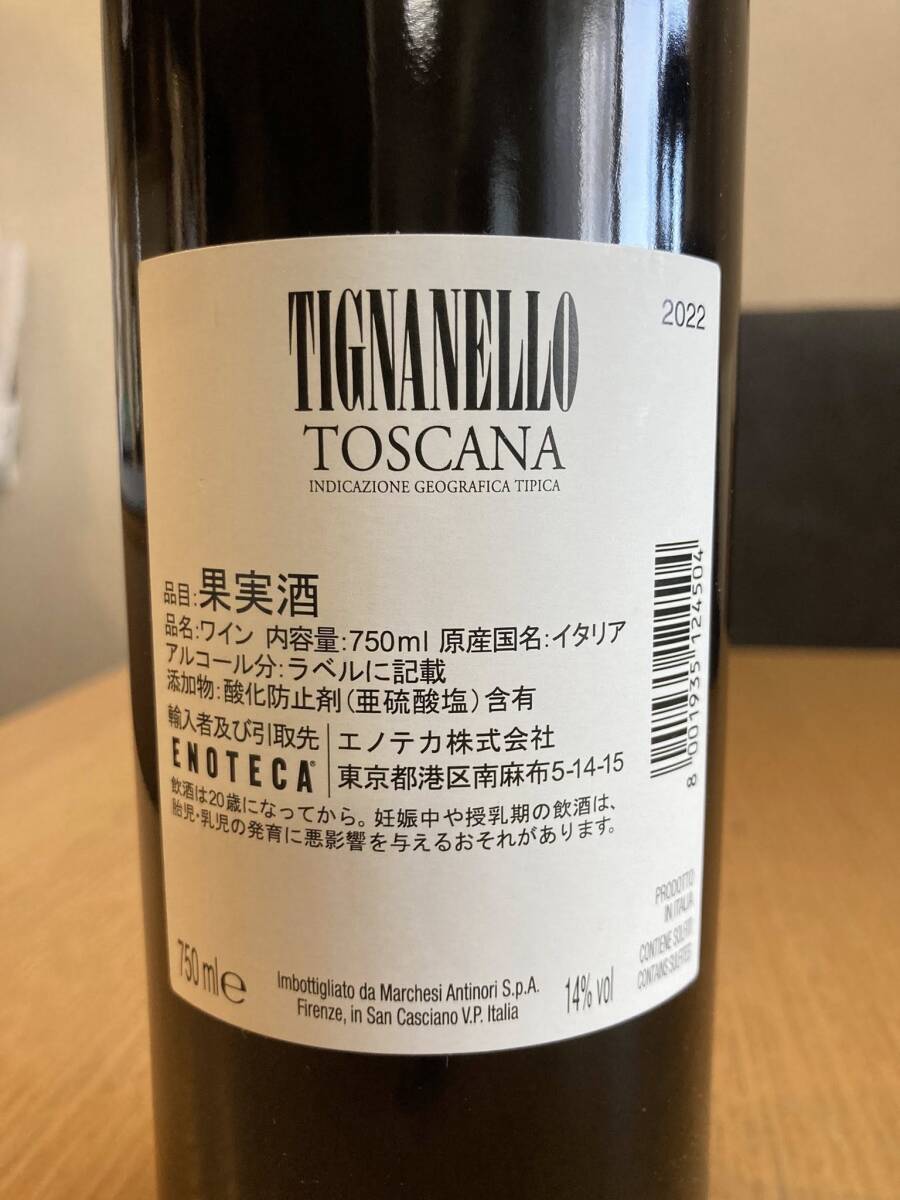 TIGNANELLO
2022
TOSCANA
INDICAZIONE GEOGRAFICA TIPICA
品目:果実酒
品名:ワイン 内容量:750ml 原産国名:イタリア
アルコール分:ラベルに記載
添加物:酸化防止剤(亜硫酸塩)含有
輸入者及び引取先
ENOTECA®
エノテカ株式会社
東京都港区南麻布5-14-15
飲酒は20歳になってから。妊娠中や授乳期の飲酒は、
胎児・乳児の発育に悪影響を与えるおそれがあります。
8 001935 124504
PRODOTTO
IN ITALIA
CONTIENE SOLFITI
CONTAINS SULFITES
750 ml e
Imbottigliato da Marchesi Antinori S.p.A.
Firenze, in San Casciano V.P. Italia
14% vol